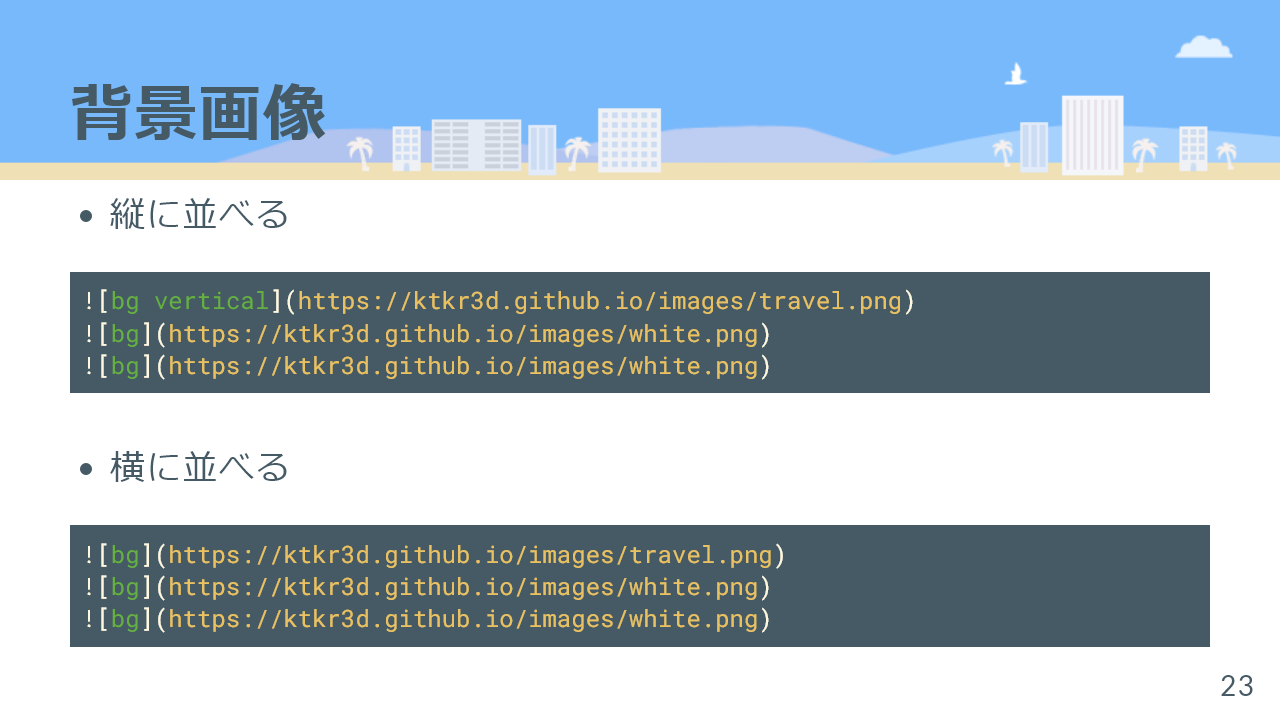 背景画像
• 縦に並べる
![bg vertical](https://ktkr3d.github.io/images/travel.png)
![bg](https://ktkr3d.github.io/images/white.png)
![bg](https://ktkr3d.github.io/images/white.png)
• 横に並べる
![bg](https://ktkr3d.github.io/images/travel.png)
![bg](https://ktkr3d.github.io/images/white.png)
![bg](https://ktkr3d.github.io/images/white.png)
23